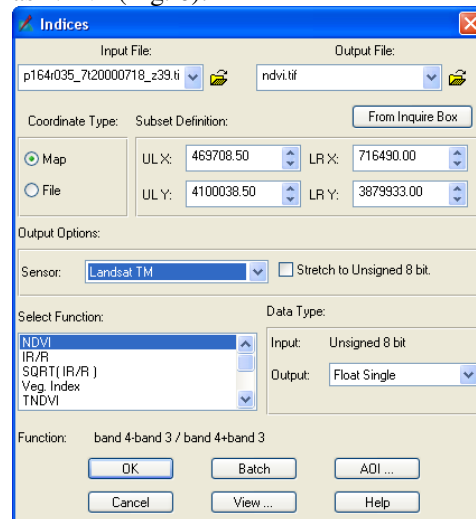 Indices
Input File: Output File:
p164r035_7t20000718_z39.ti ndvi.tif
Coordinate Type: Subset Definition: From Inquire Box
Map ULX: 469708.50 LRX: 716490.00
File ULY: 4100038.50 LRY: 3879933.00
Output Options:
Sensor: Landsat TM Stretch to Unsigned 8 bit.
Select Function: Data Type:
NDVI
IR/R Input: Unsigned 8 bit
SQRT( IR/R )
Veg. Index Output: Float Single
TNDVI
Function: band 4-band 3 / band 4+band 3
OK Batch AOI ...
Cancel View ... Help